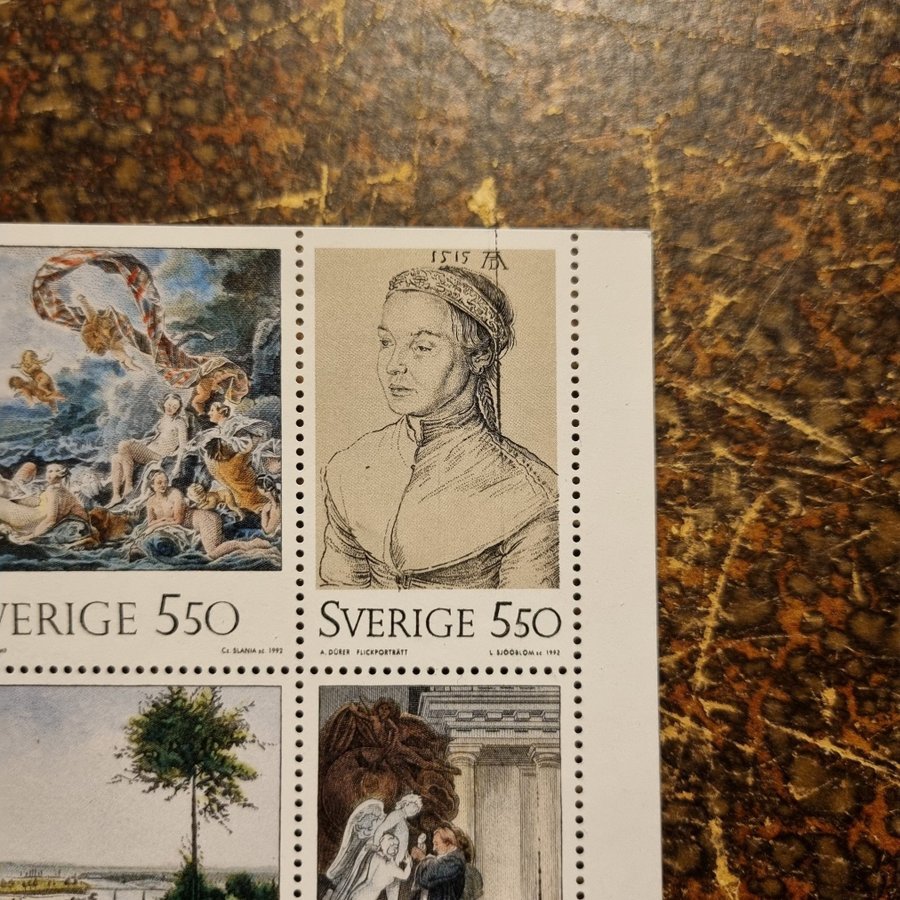 1515 AD
VERIGE 550
SVERIGE 550
Cz. SLANIA sc. 1992
A. DÜRER FLICKPORTRÄTT
L. SJÖÖBLOM sc. 1992